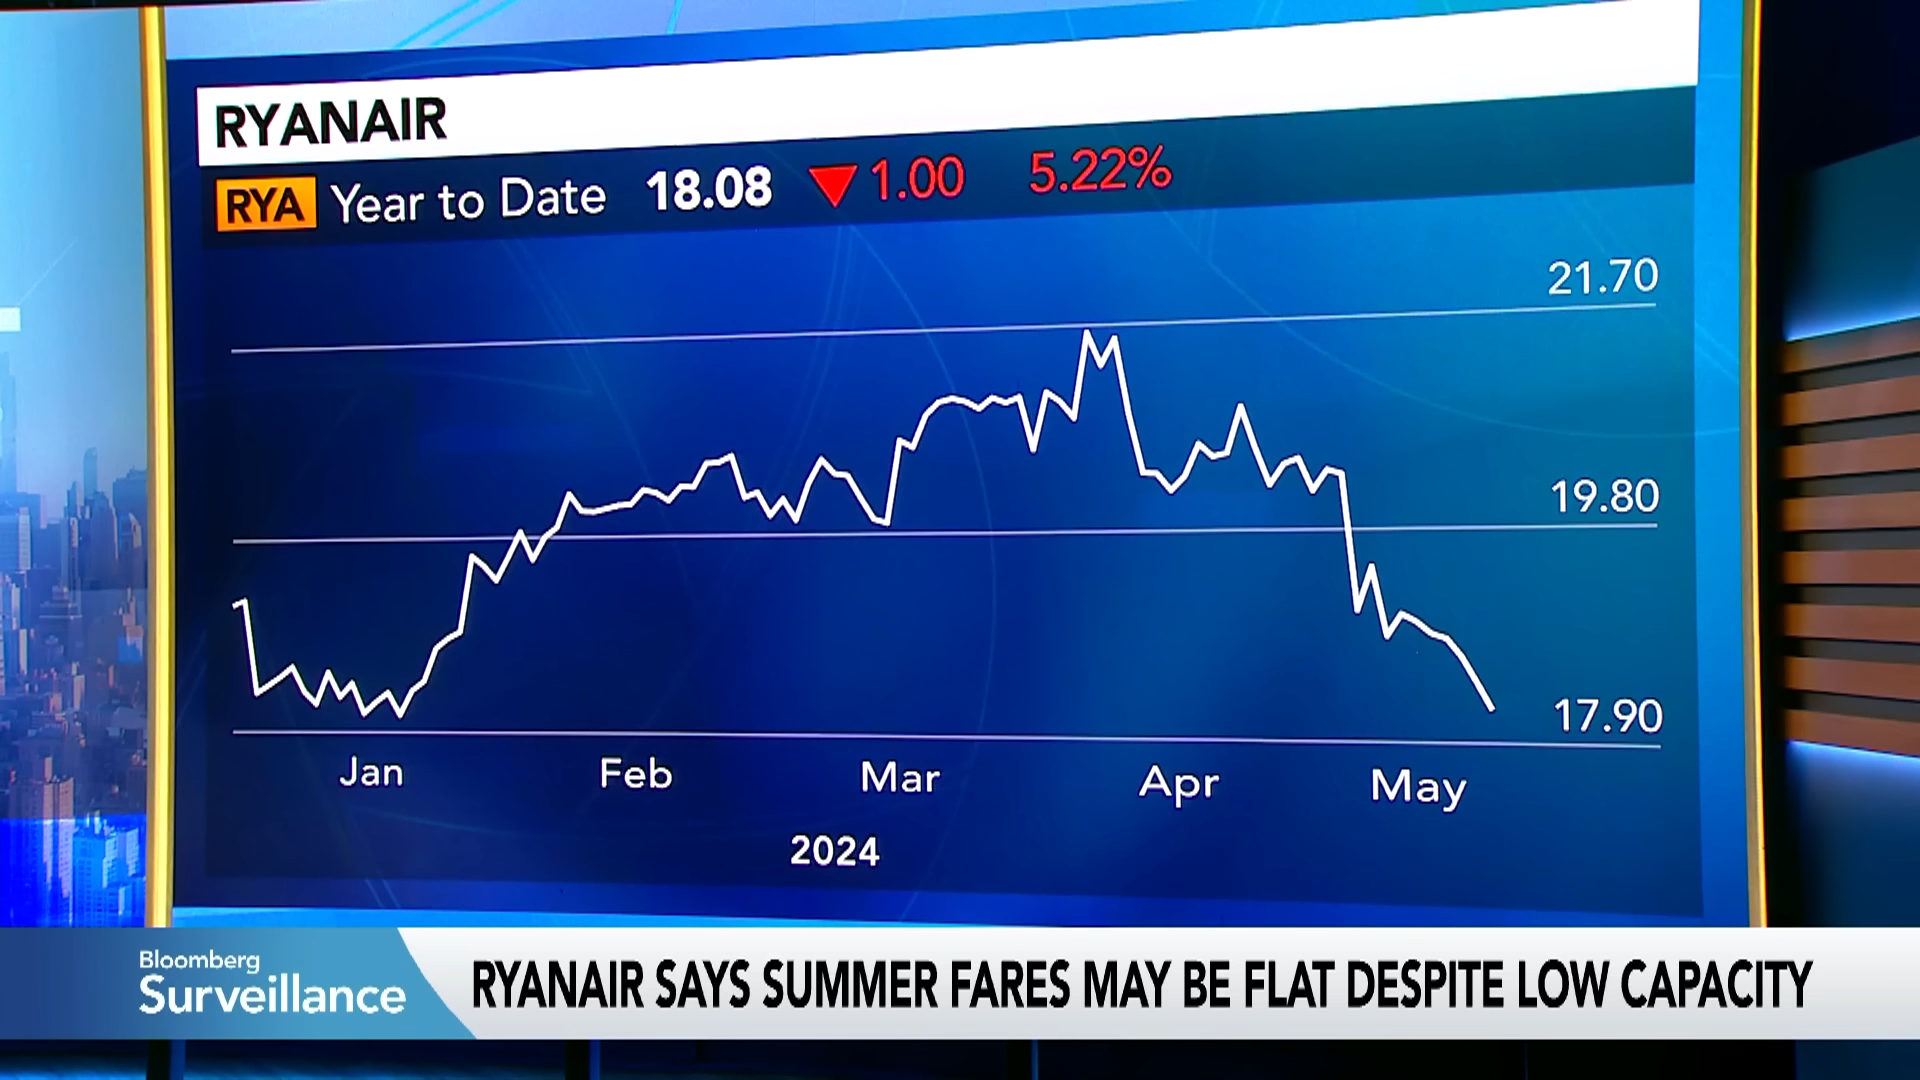 RYANAIR
RYA Year to Date 18.08 ▼1.00 5.22%
21.70
19.80
17.90
Jan Feb Mar Apr May
2024
Bloomberg
Surveillance
RYANAIR SAYS SUMMER FARES MAY BE FLAT DESPITE LOW CAPACITY